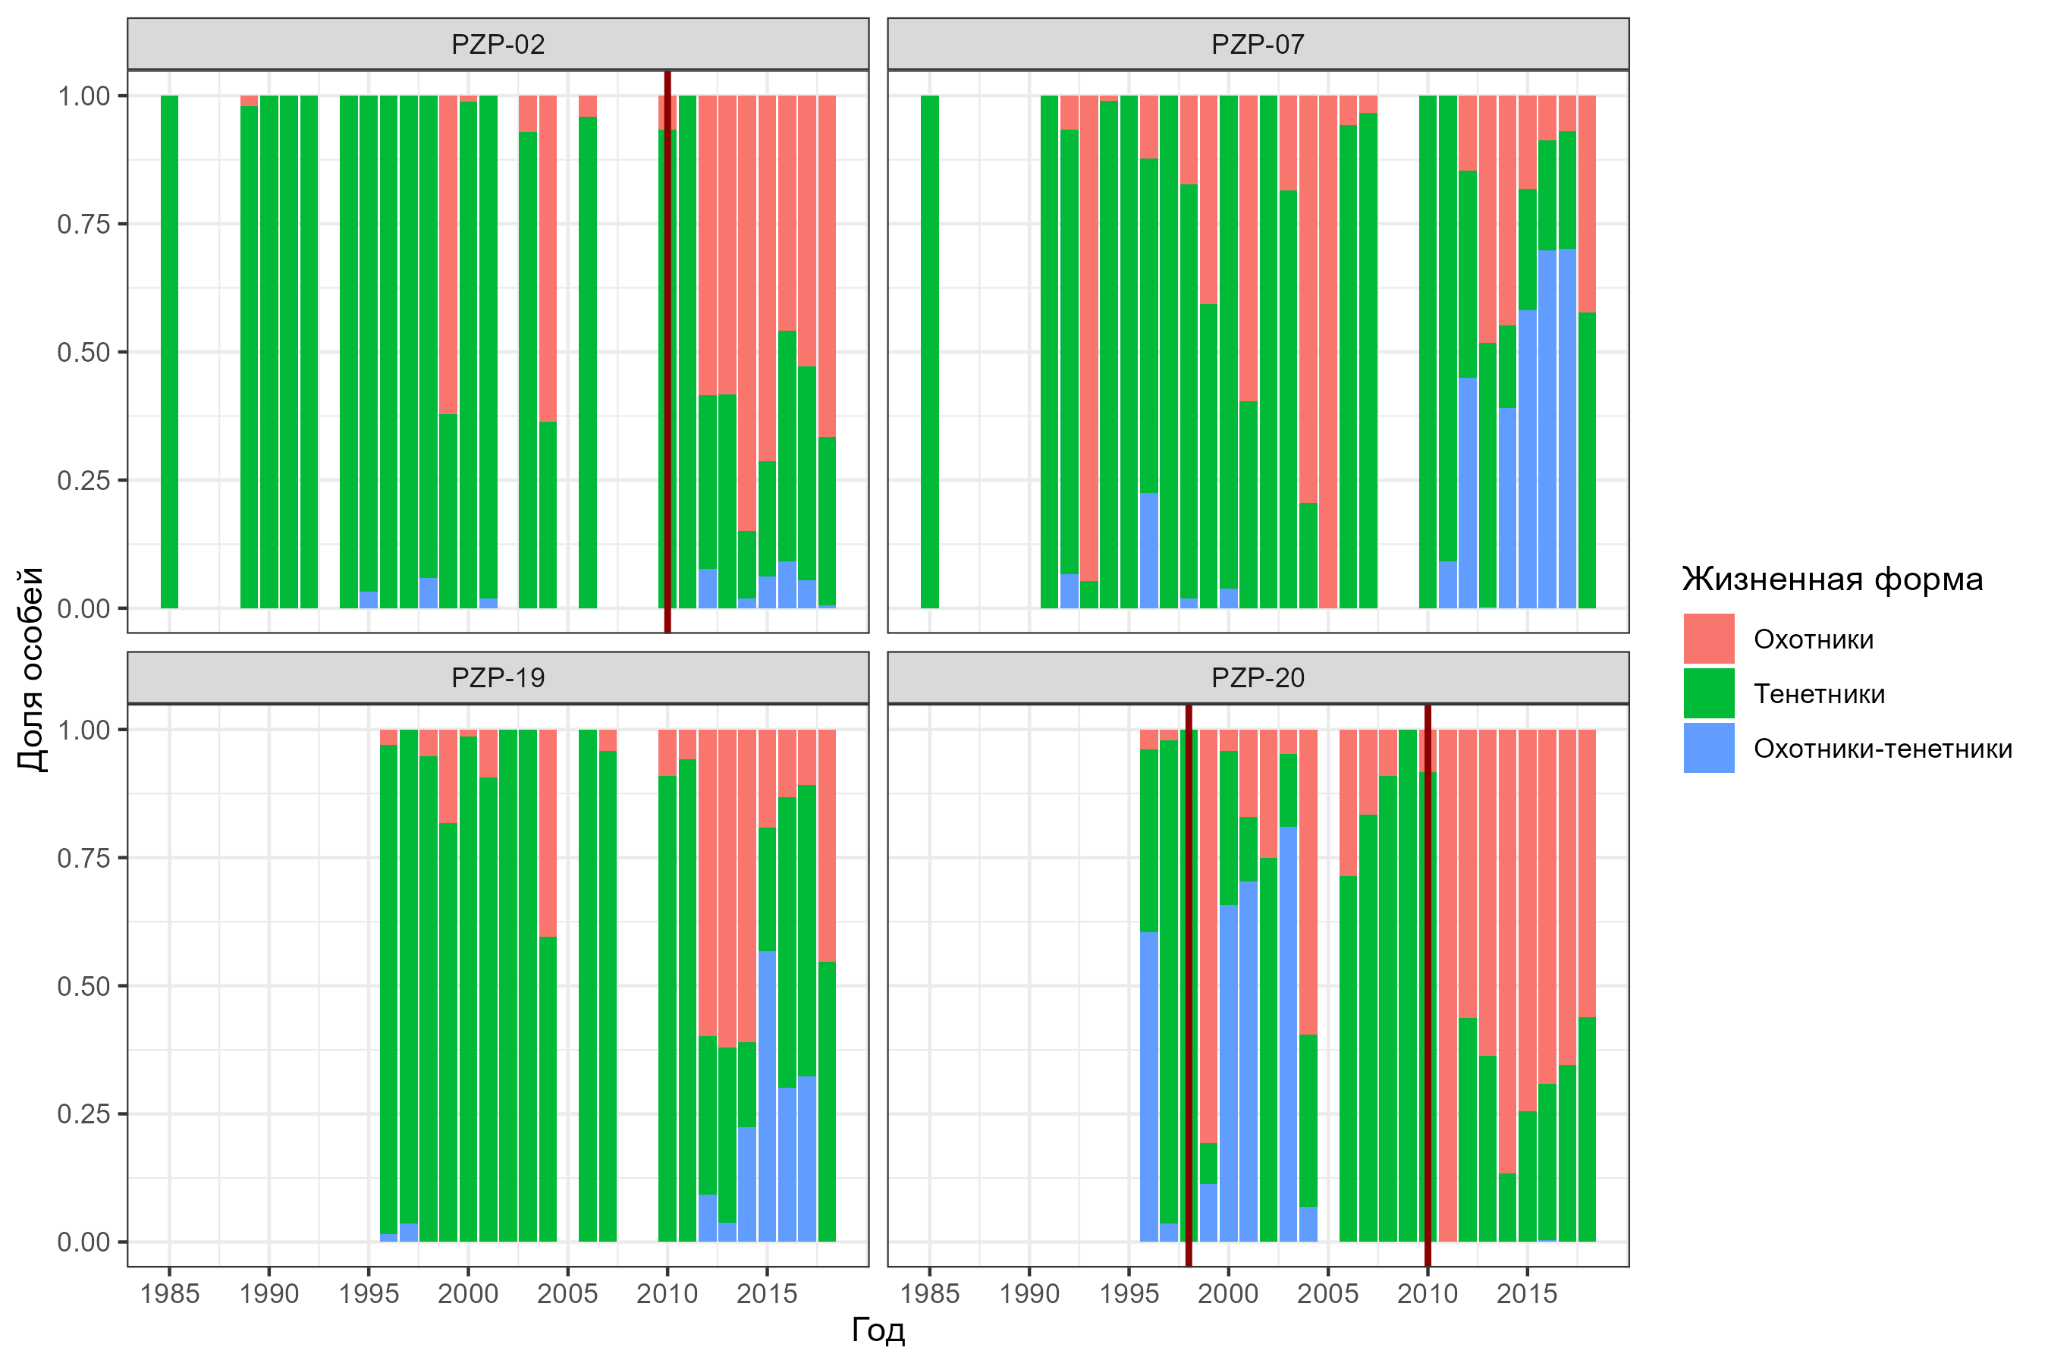 PZP-02
PZP-07
1.00
0.75
0.50
0.25
0.00
PZP-19
PZP-20
1.00
0.75
0.50
0.25
0.00
1985 1990 1995 2000 2005 2010 2015
1985 1990 1995 2000 2005 2010 2015
Год
Доля особей
Жизненная форма
Охотники
Тенетники
Охотники-тенетники